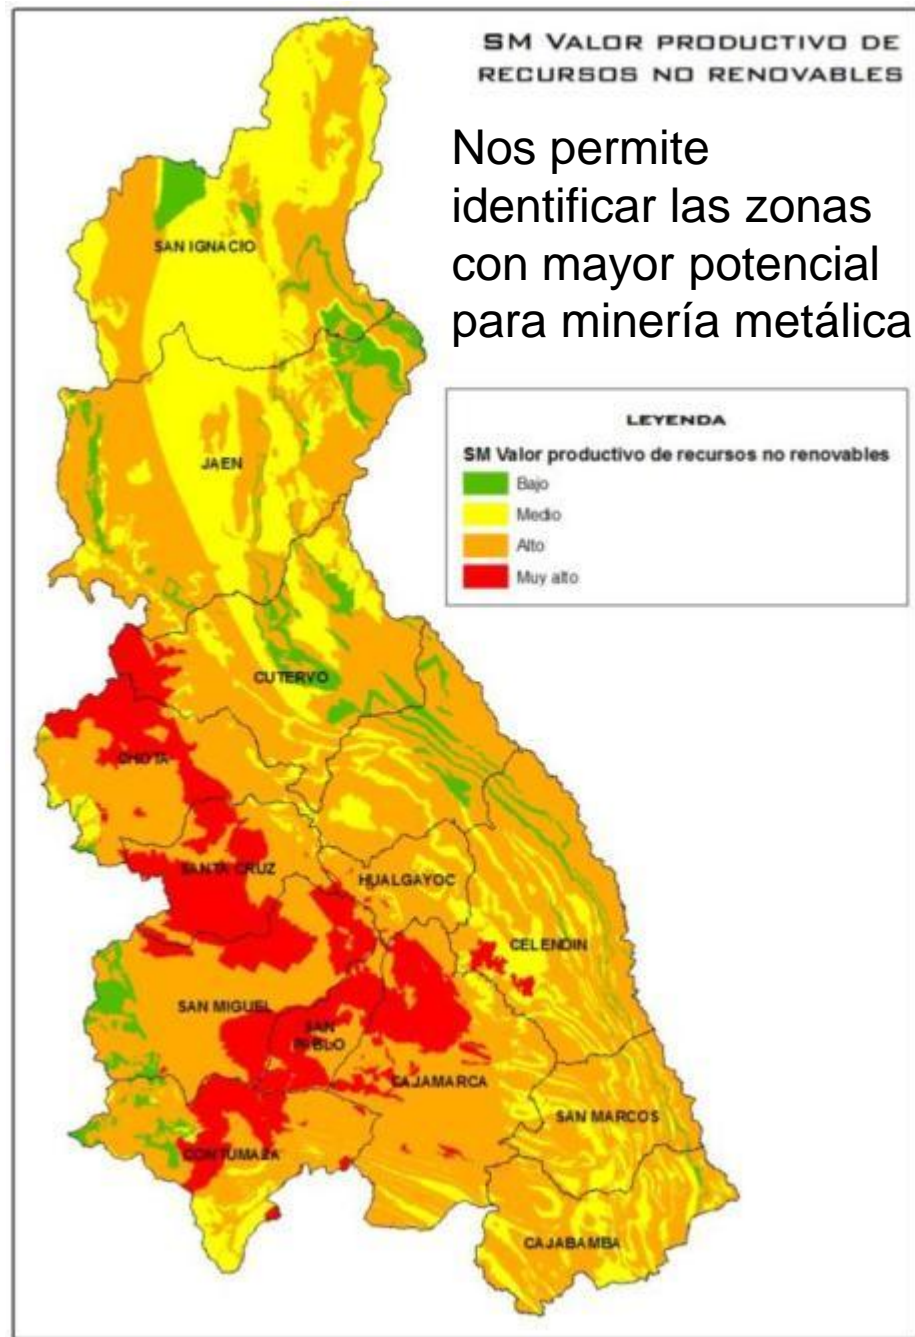 SM VALOR PRODUCTIVO DE
RECURSOS NO RENOVABLES
Nos permite
identificar las zonas
con mayor potencial
para minería metálica
LEYENDA
SM Valor productivo de recursos no renovables
Bajo
Medio
Alto
Muy alto
SAN IGNACIO
JAEN
CUTERVO
CHOTA
SANTA CRUZ
HUALGAYOC
CELENDIN
SAN MIGUEL
SAN
PABLO
CAJAMARCA
SAN MARCOS
CONTUMAZA
CAJABAMBA